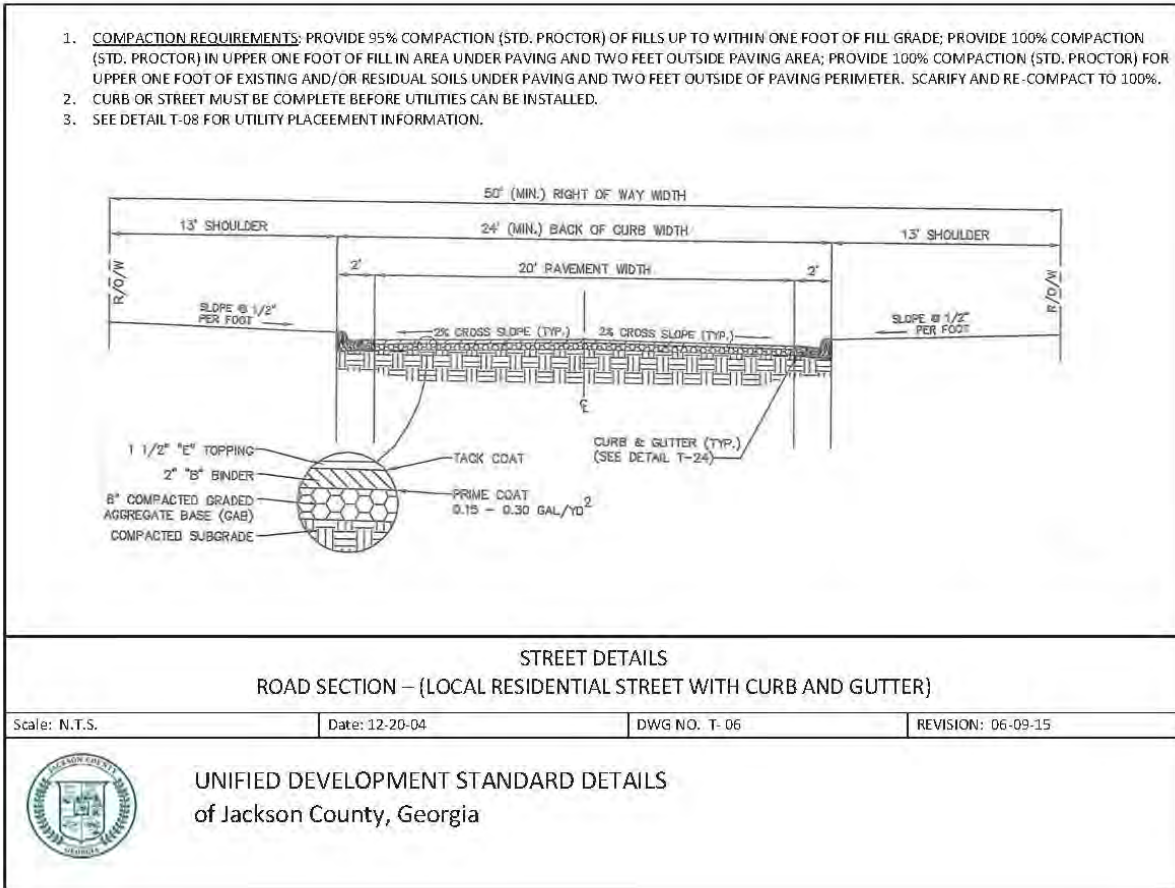 1. COMPACTION REQUIREMENTS: PROVIDE 95% COMPACTION (STD. PROCTOR) OF FILLS UP TO WITHIN ONE FOOT OF FILL GRADE; PROVIDE 100% COMPACTION
(STD. PROCTOR) IN UPPER ONE FOOT OF FILL IN AREA UNDER PAVING AND TWO FEET OUTSIDE PAVING AREA; PROVIDE 100% COMPACTION (STD. PROCTOR) FOR
UPPER ONE FOOT OF EXISTING AND/OR RESIDUAL SOILS UNDER PAVING AND TWO FEET OUTSIDE OF PAVING PERIMETER. SCARIFY AND RE-COMPACT TO 100%.
2. CURB OR STREET MUST BE COMPLETE BEFORE UTILITIES CAN BE INSTALLED.
3. SEE DETAIL T-08 FOR UTILITY PLACEEMENT INFORMATION.
50' (MIN.) RIGHT OF WAY WIDTH
13' SHOULDER
24' (MIN.) BACK OF CURB WIDTH
13' SHOULDER
2'
20' PAVEMENT WIDTH
2'
R/O/W
R/O/W
SLOPE @ 1/2"
PER FOOT
SLOPE @ 1/2"
PER FOOT
2% CROSS SLOPE (TYP.)
2% CROSS SLOPE (TYP.)
℄
1 1/2" "E" TOPPING
2" "B" BINDER
8" COMPACTED GRADED
AGGREGATE BASE (GAB)
COMPACTED SUBGRADE
TACK COAT
PRIME COAT
0.15 – 0.30 GAL/YD²
CURB & GUTTER (TYP.)
(SEE DETAIL T-24)
STREET DETAILS
ROAD SECTION – (LOCAL RESIDENTIAL STREET WITH CURB AND GUTTER)
Scale: N.T.S.
Date: 12-20-04
DWG NO. T- 06
REVISION: 06-09-15
JACKSON COUNTY
GEORGIA
UNIFIED DEVELOPMENT STANDARD DETAILS
of Jackson County, Georgia